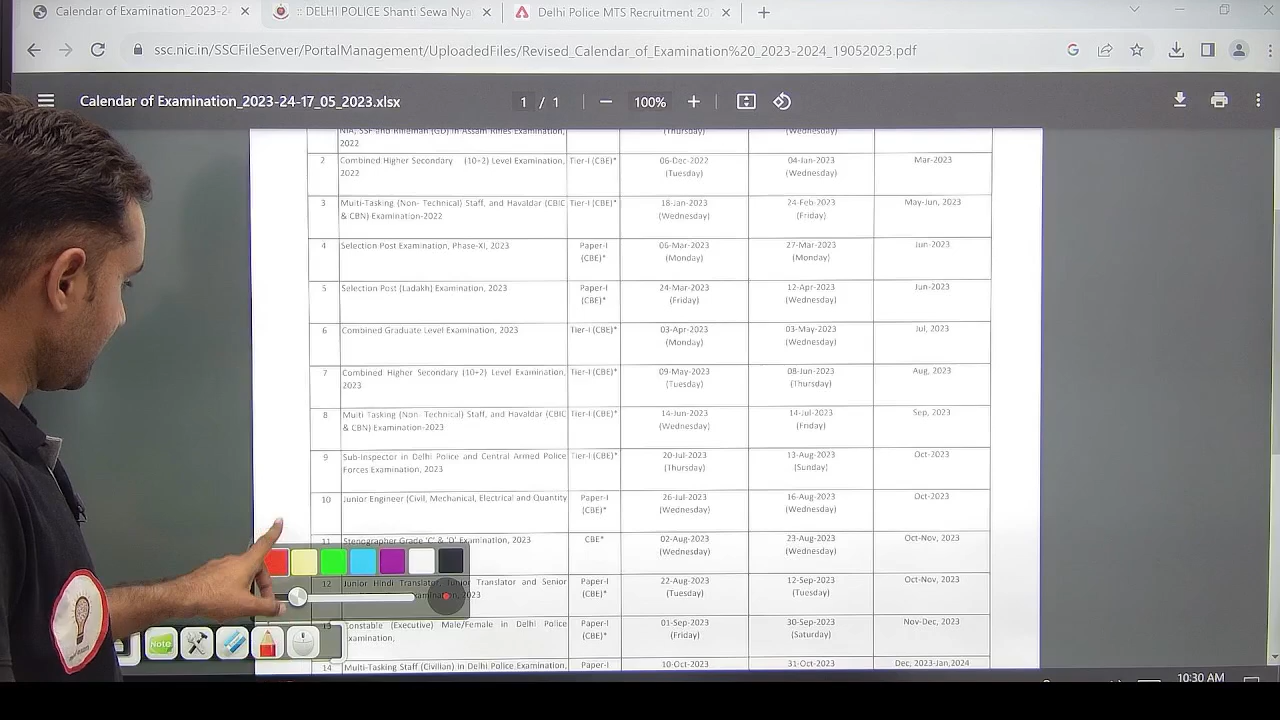 Calendar of Examination_2023-2
:: DELHI POLICE Shanti Sewa Nya
Delhi Police MTS Recruitment 20
ssc.nic.in/SSCFileServer/PortalManagement/UploadedFiles/Revised_Calendar_of_Examination%20_2023-2024_19052023.pdf
Calendar of Examination_2023-24-17_05_2023.xlsx
1 / 1
100%
NIA, SSF and Rifleman (GD) in Assam Rifles Examination, (Thursday) (Wednesday)
2022
2 Combined Higher Secondary (10+2) Level Examination, Tier-I (CBE)* 06-Dec-2022 04-Jan-2023 Mar-2023
2022 (Tuesday) (Wednesday)
3 Multi-Tasking (Non- Technical) Staff, and Havaldar (CBIC Tier-I (CBE)* 18-Jan-2023 24-Feb-2023 May-Jun, 2023
& CBN) Examination-2022 (Wednesday) (Friday)
4 Selection Post Examination, Phase-XI, 2023 Paper-I 06-Mar-2023 27-Mar-2023 Jun-2023
(CBE)* (Monday) (Monday)
5 Selection Post (Ladakh) Examination, 2023 Paper-I 24-Mar-2023 12-Apr-2023 Jun-2023
(CBE)* (Friday) (Wednesday)
6 Combined Graduate Level Examination, 2023 Tier-I (CBE)* 03-Apr-2023 03-May-2023 Jul, 2023
(Monday) (Wednesday)
7 Combined Higher Secondary (10+2) Level Examination, Tier-I (CBE)* 09-May-2023 08-Jun-2023 Aug, 2023
2023 (Tuesday) (Thursday)
8 Multi Tasking (Non- Technical) Staff, and Havaldar (CBIC Tier-I (CBE)* 14-Jun-2023 14-Jul-2023 Sep, 2023
& CBN) Examination-2023 (Wednesday) (Friday)
9 Sub-Inspector in Delhi Police and Central Armed Police Tier-I (CBE)* 20-Jul-2023 13-Aug-2023 Oct-2023
Forces Examination, 2023 (Thursday) (Sunday)
10 Junior Engineer (Civil, Mechanical, Electrical and Quantity Paper-I 26-Jul-2023 16-Aug-2023 Oct-2023
(CBE)* (Wednesday) (Wednesday)
11 Stenographer Grade 'C' & 'D' Examination, 2023 CBE* 02-Aug-2023 23-Aug-2023 Oct-Nov, 2023
(Wednesday) (Wednesday)
12 Junior Hindi Translator, Junior Translator and Senior Paper-I 22-Aug-2023 12-Sep-2023 Oct-Nov, 2023
2023 (CBE)* (Tuesday) (Tuesday)
13 Constable (Executive) Male/Female in Delhi Police Paper-I 01-Sep-2023 30-Sep-2023 Nov-Dec, 2023
xamination, (CBE)* (Friday) (Saturday)
14 Multi-Tasking Staff (Civilian) in Delhi Police Examination, Paper-I 10-Oct-2023 31-Oct-2023 Dec, 2023-Jan,2024
Note
10:30 AM